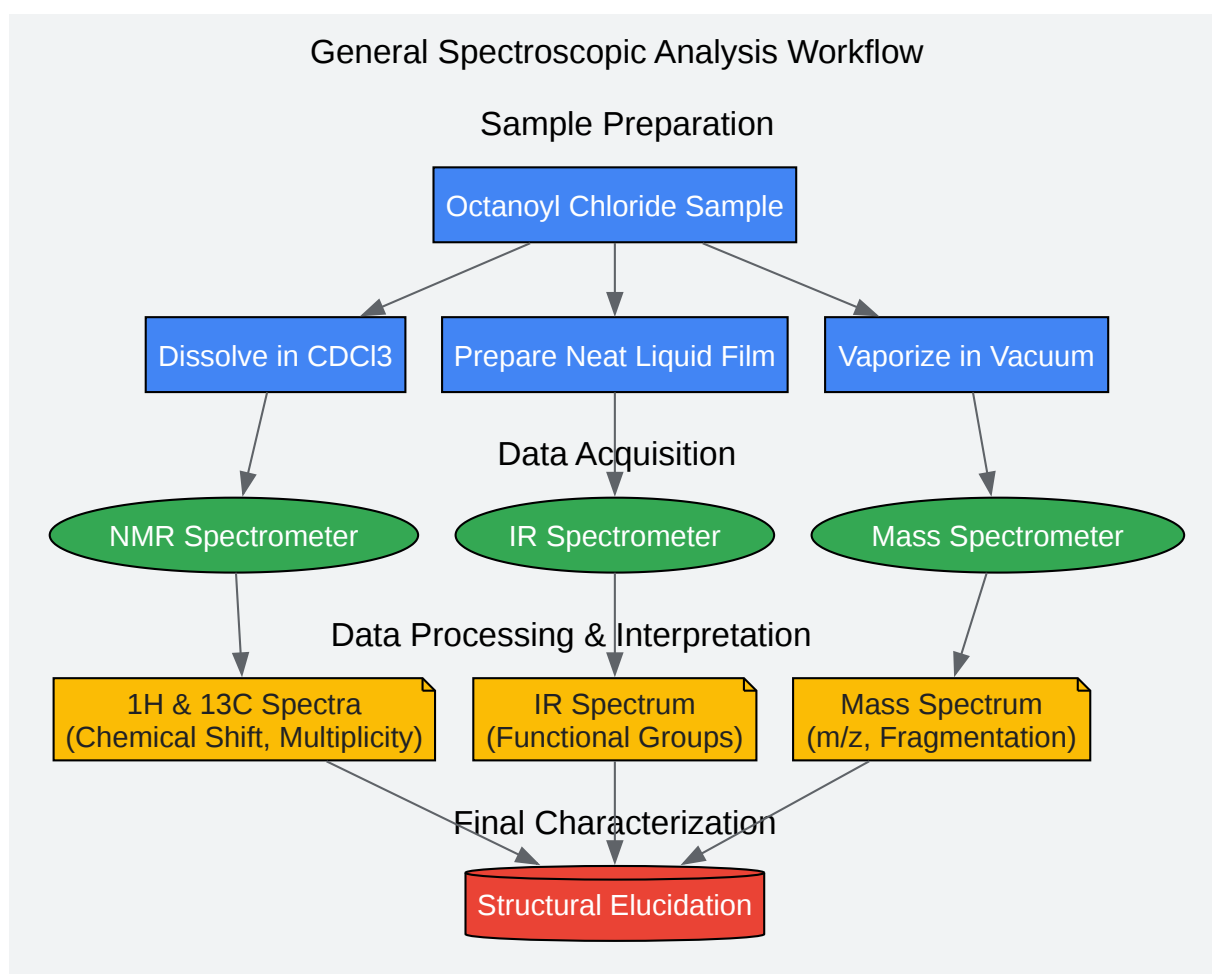 General Spectroscopic Analysis Workflow
Sample Preparation
Octanoyl Chloride Sample
Dissolve in CDCl3
Prepare Neat Liquid Film
Vaporize in Vacuum
Data Acquisition
NMR Spectrometer
IR Spectrometer
Mass Spectrometer
Data Processing & Interpretation
1H & 13C Spectra
(Chemical Shift, Multiplicity)
IR Spectrum
(Functional Groups)
Mass Spectrum
(m/z, Fragmentation)
Final Characterization
Structural Elucidation